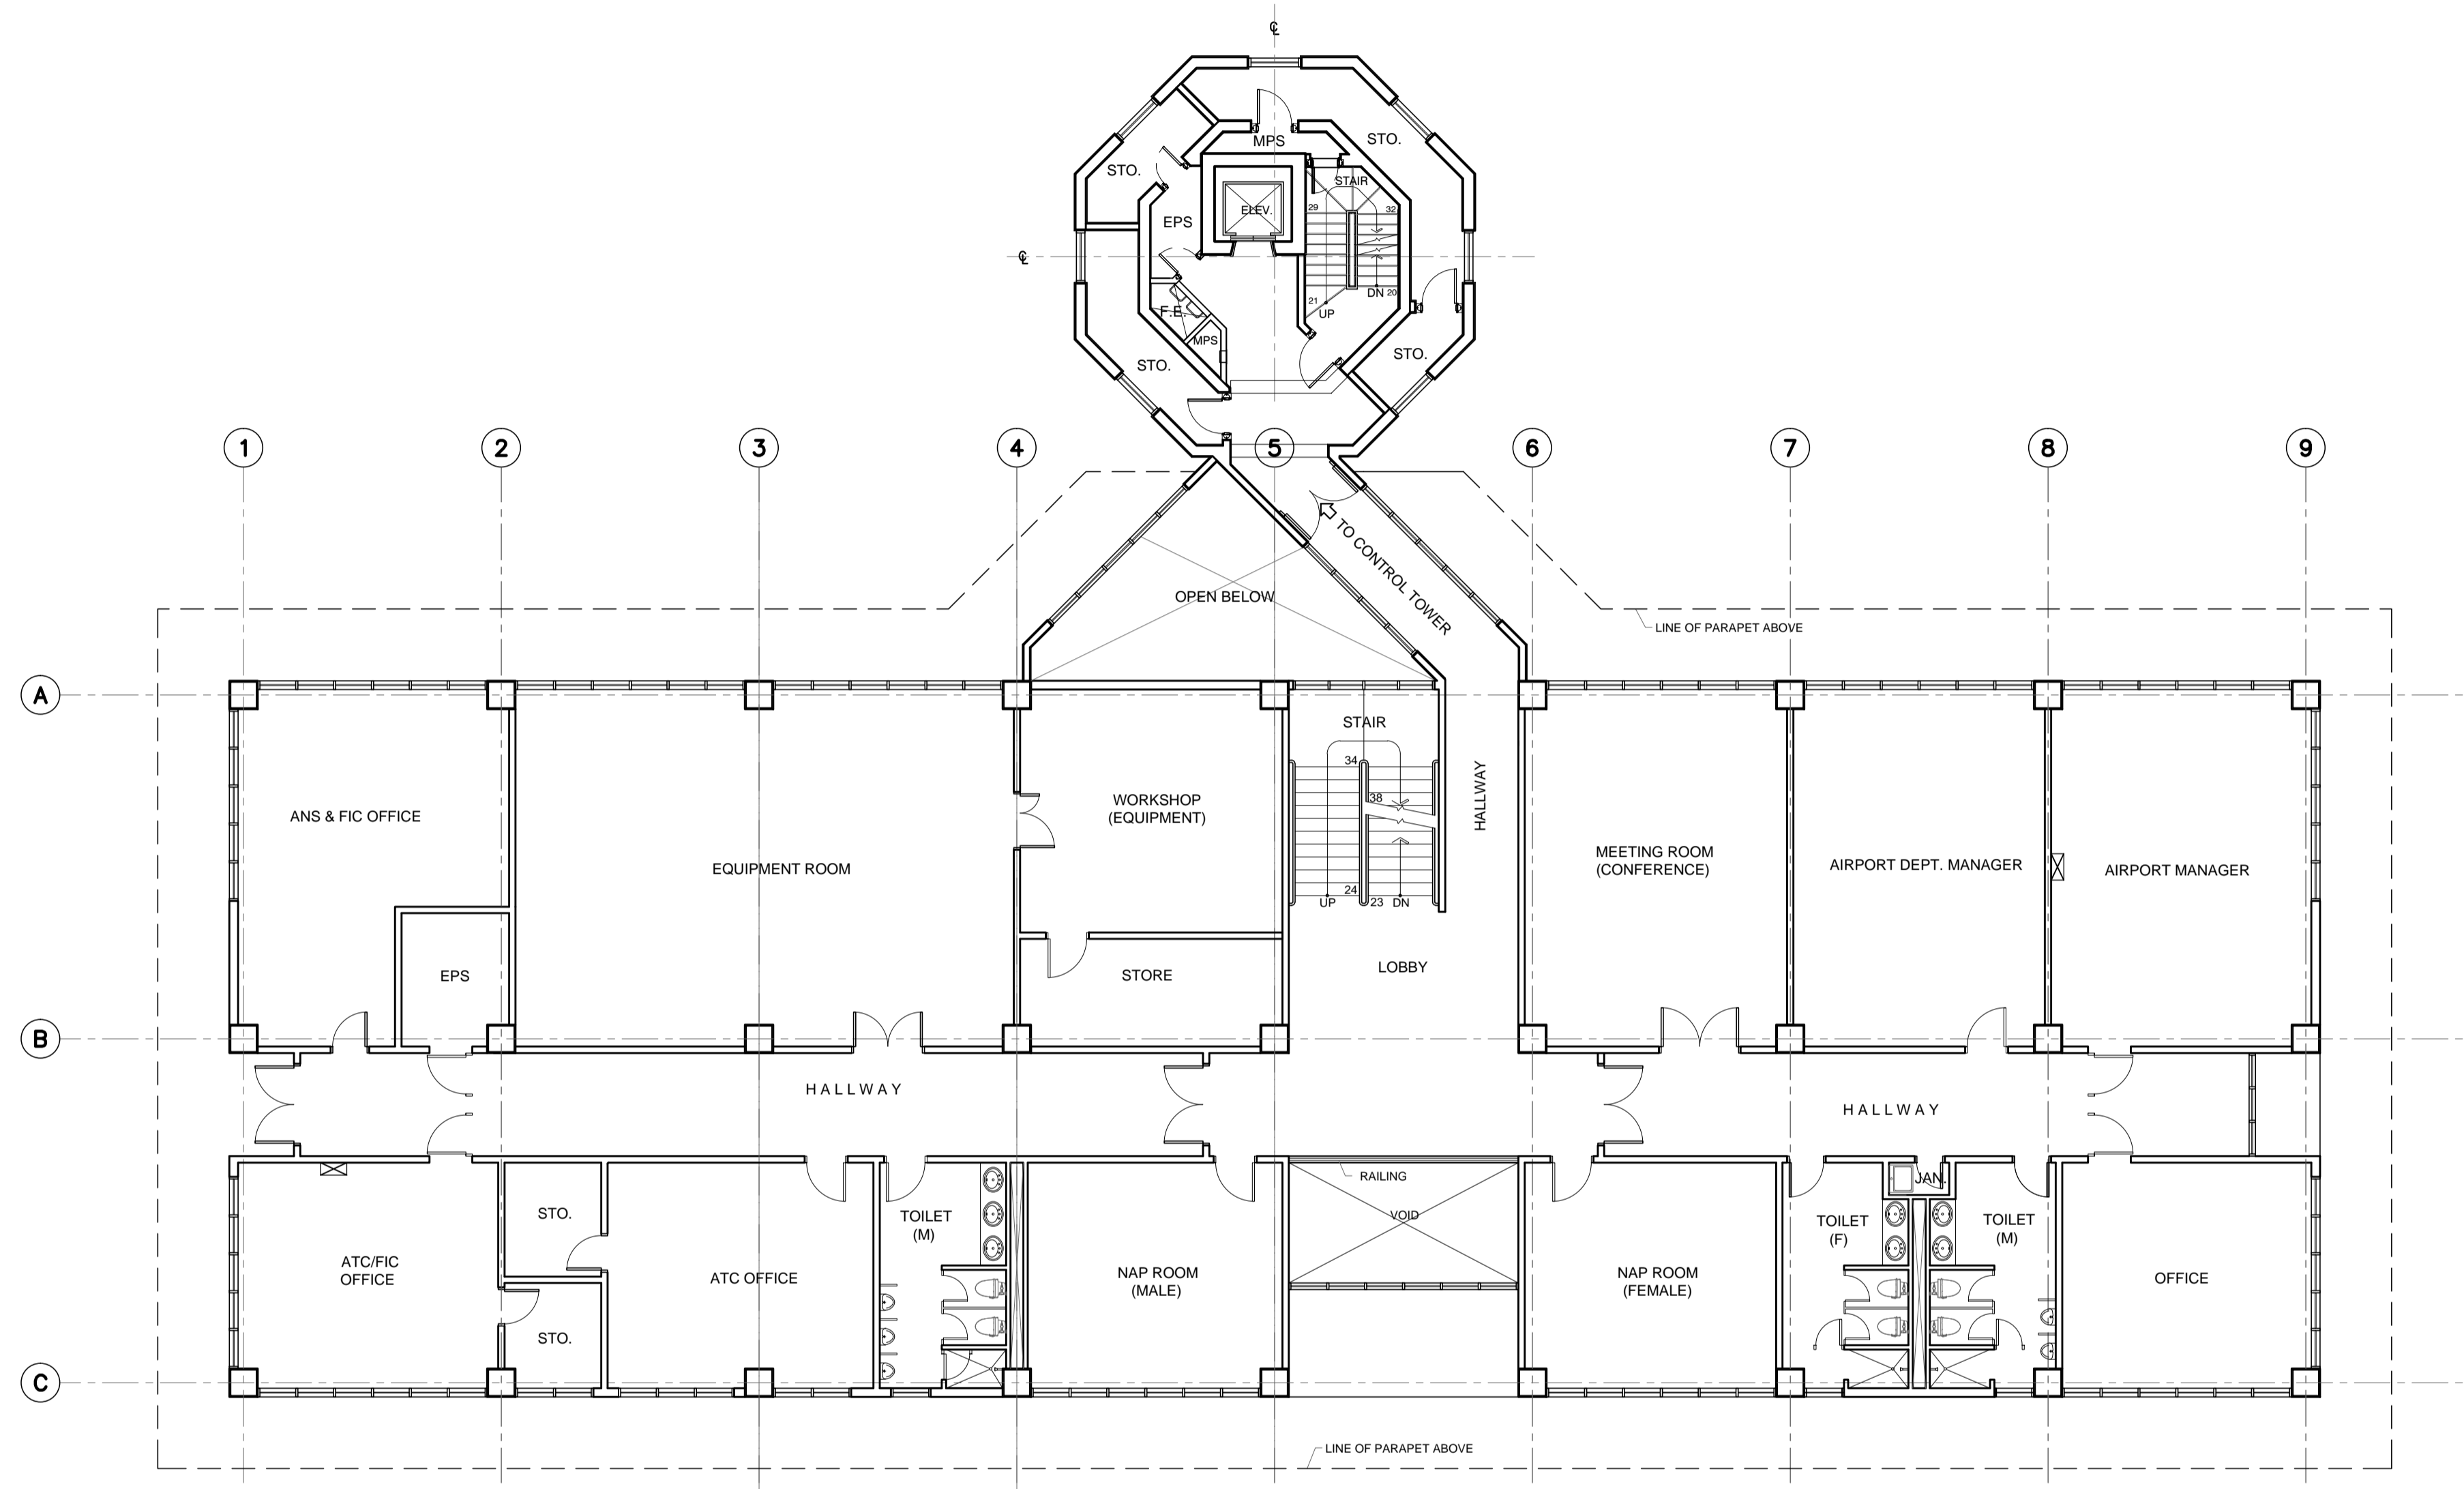 ℄
MPS
STO.
STO.
STAIR
ELEV.
29
32
EPS
℄
DN 20
21
UP
F.E.
MPS
STO.
STO.
1
2
3
4
5
6
7
8
9
TO CONTROL TOWER
OPEN BELOW
LINE OF PARAPET ABOVE
A
STAIR
34
38
HALLWAY
WORKSHOP
(EQUIPMENT)
ANS & FIC OFFICE
EQUIPMENT ROOM
MEETING ROOM
(CONFERENCE)
AIRPORT DEPT. MANAGER
AIRPORT MANAGER
24
UP
23
DN
EPS
STORE
LOBBY
B
HALLWAY
HALLWAY
RAILING
JAN.
STO.
TOILET
(M)
VOID
TOILET
(F)
TOILET
(M)
ATC/FIC
OFFICE
ATC OFFICE
NAP ROOM
(MALE)
NAP ROOM
(FEMALE)
OFFICE
STO.
C
LINE OF PARAPET ABOVE